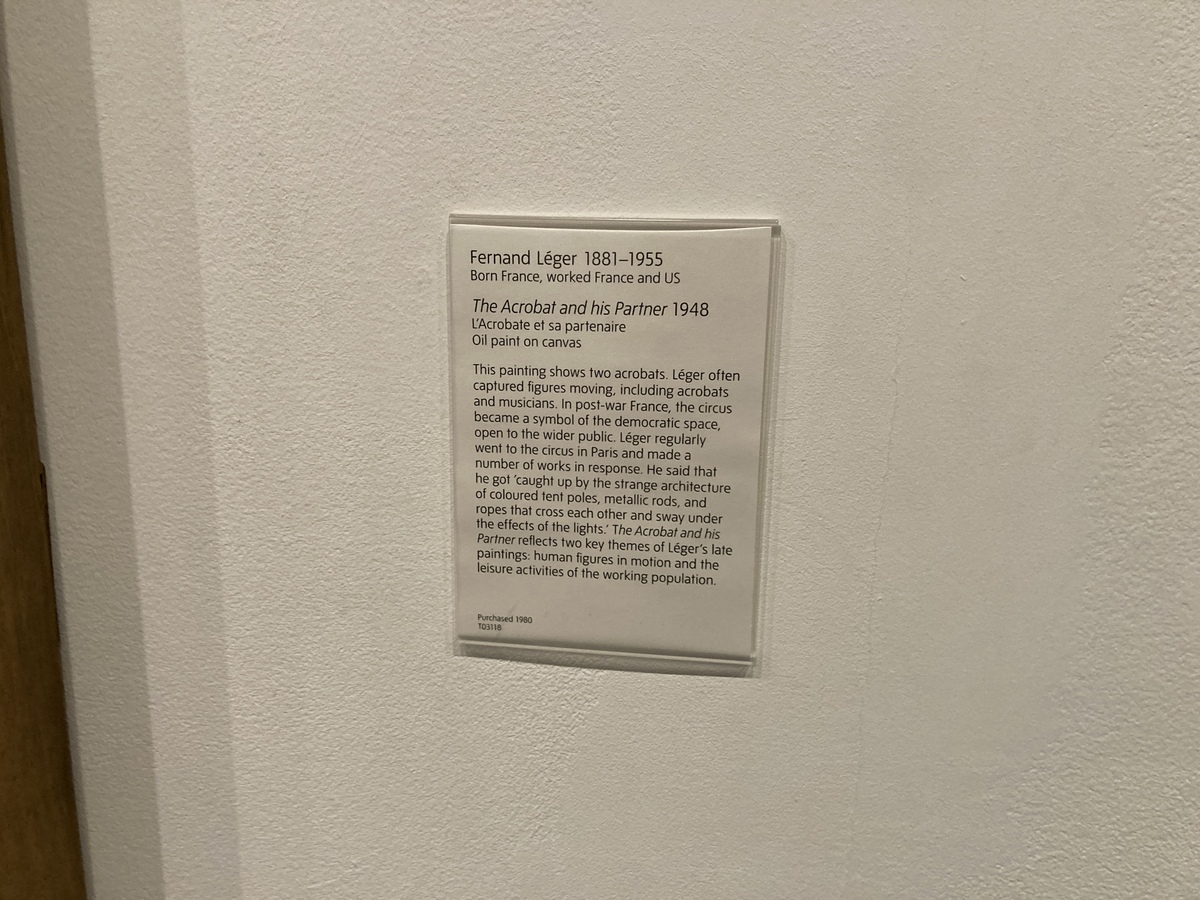 Fernand Léger 1881–1955
Born France, worked France and US
The Acrobat and his Partner 1948
L'Acrobate et sa partenaire
Oil paint on canvas
This painting shows two acrobats. Léger often
captured figures moving, including acrobats
and musicians. In post-war France, the circus
became a symbol of the democratic space,
open to the wider public. Léger regularly
went to the circus in Paris and made a
number of works in response. He said that
he got 'caught up by the strange architecture
of coloured tent poles, metallic rods, and
ropes that cross each other and sway under
the effects of the lights.' The Acrobat and his
Partner reflects two key themes of Léger's late
paintings: human figures in motion and the
leisure activities of the working population.
Purchased 1980
T03118